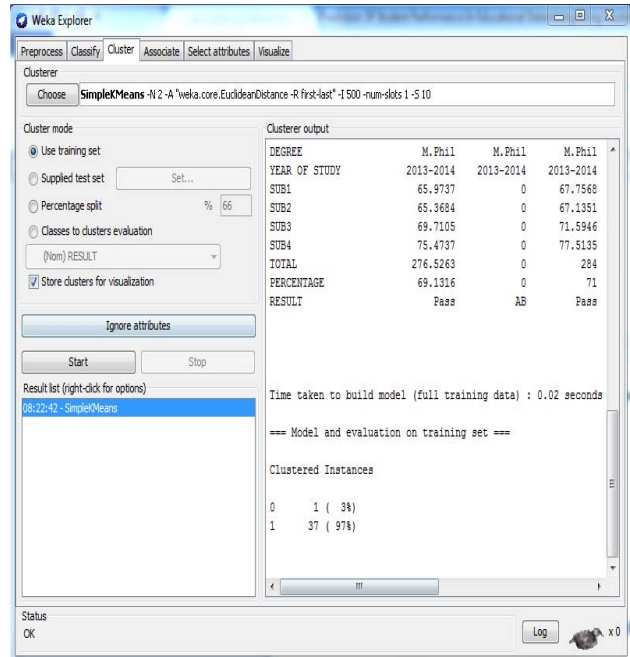 Weka Explorer
Preprocess Classify Cluster Associate Select attributes Visualize
Clusterer
Choose SimpleKMeans -N 2 -A "weka.core.EuclideanDistance -R first-last" -I 500 -num-slots 1 -S 10
Cluster mode
Use training set
Supplied test set Set...
Percentage split % 66
Classes to clusters evaluation
(Nom) RESULT
Store clusters for visualization
Ignore attributes
Start Stop
Result list (right-click for options)
08:22:42 - SimpleKMeans
Clusterer output
DEGREE M.Phil M.Phil M.Phil
YEAR OF STUDY 2013-2014 2013-2014 2013-2014
SUB1 65.9737 0 67.7568
SUB2 65.3684 0 67.1351
SUB3 69.7105 0 71.5946
SUB4 75.4737 0 77.5135
TOTAL 276.5263 0 284
PERCENTAGE 69.1316 0 71
RESULT Pass AB Pass
Time taken to build model (full training data) : 0.02 seconds
=== Model and evaluation on training set ===
Clustered Instances
0 1 ( 3%)
1 37 ( 97%)
Status
OK
Log x 0